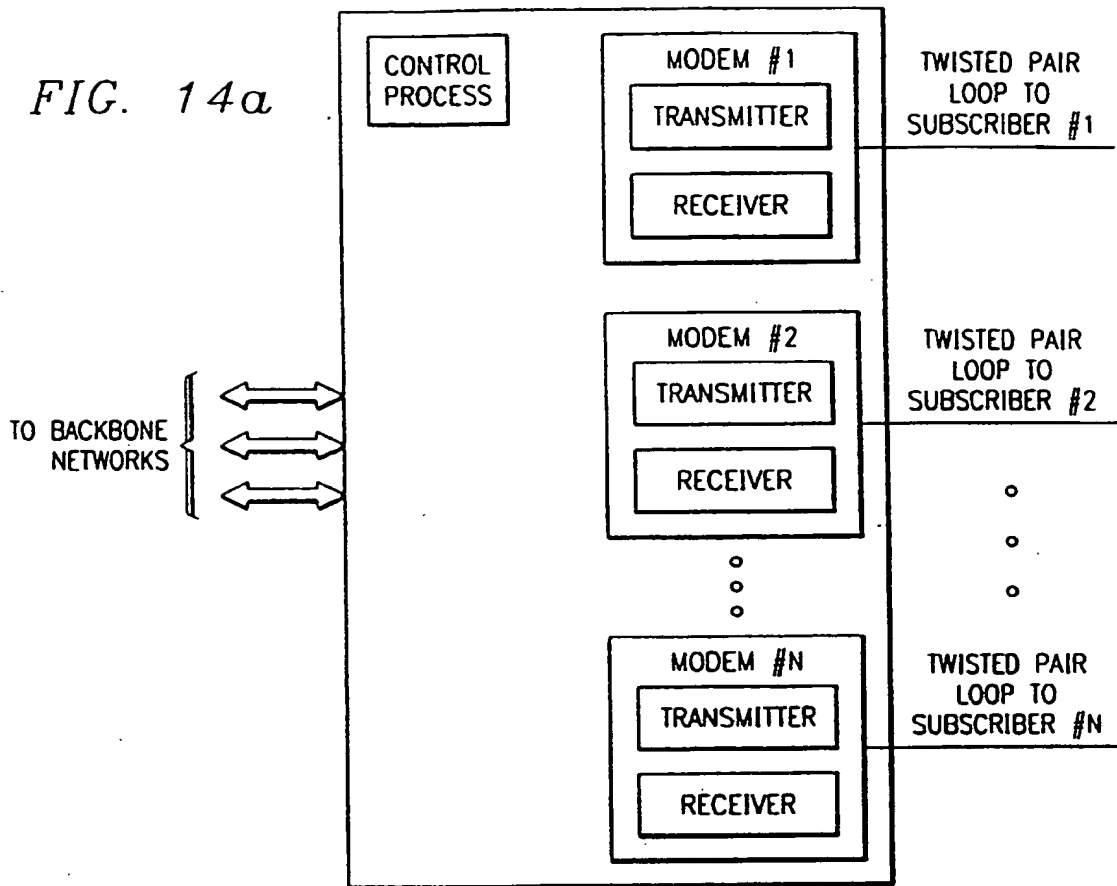 FIG. 14a
CONTROL
PROCESS
MODEM #1
TRANSMITTER
RECEIVER
TWISTED PAIR
LOOP TO
SUBSCRIBER #1
MODEM #2
TRANSMITTER
RECEIVER
TWISTED PAIR
LOOP TO
SUBSCRIBER #2
TO BACKBONE
NETWORKS
MODEM #N
TRANSMITTER
RECEIVER
TWISTED PAIR
LOOP TO
SUBSCRIBER #N